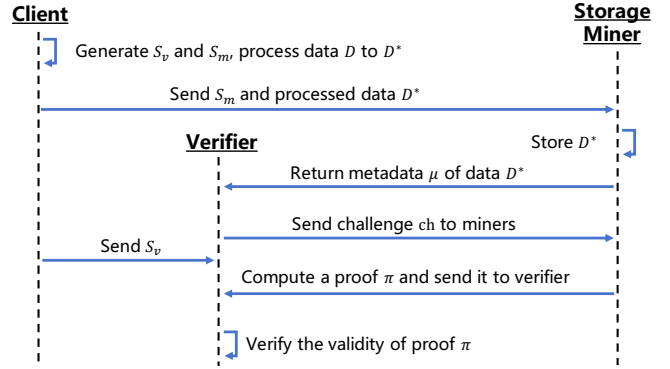 Client
Storage
Miner
Generate S_v and S_m, process data D to D*
Send S_m and processed data D*
Store D*
Verifier
Return metadata μ of data D*
Send challenge ch to miners
Send S_v
Compute a proof π and send it to verifier
Verify the validity of proof π